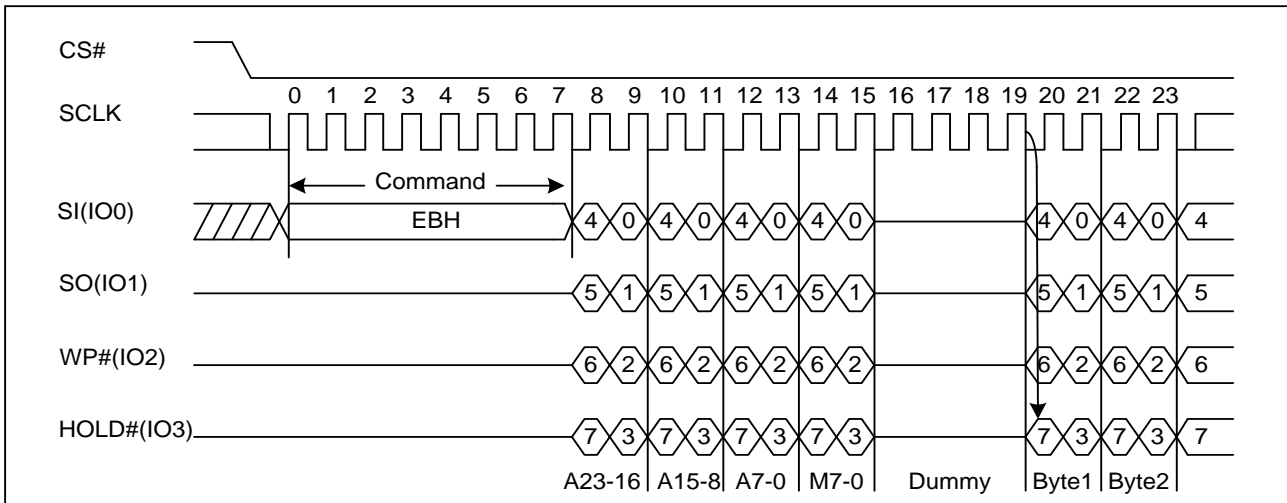 CS#
0 1 2 3 4 5 6 7 8 9 10 11 12 13 14 15 16 17 18 19 20 21 22 23
SCLK
Command
SI(IO0) EBH 4 0 4 0 4 0 4 0 4 0 4 0 4
SO(IO1) 5 1 5 1 5 1 5 1 5 1 5 1 5
WP#(IO2) 6 2 6 2 6 2 6 2 6 2 6 2 6
HOLD#(IO3) 7 3 7 3 7 3 7 3 7 3 7 3 7
A23-16 A15-8 A7-0 M7-0 Dummy Byte1 Byte2